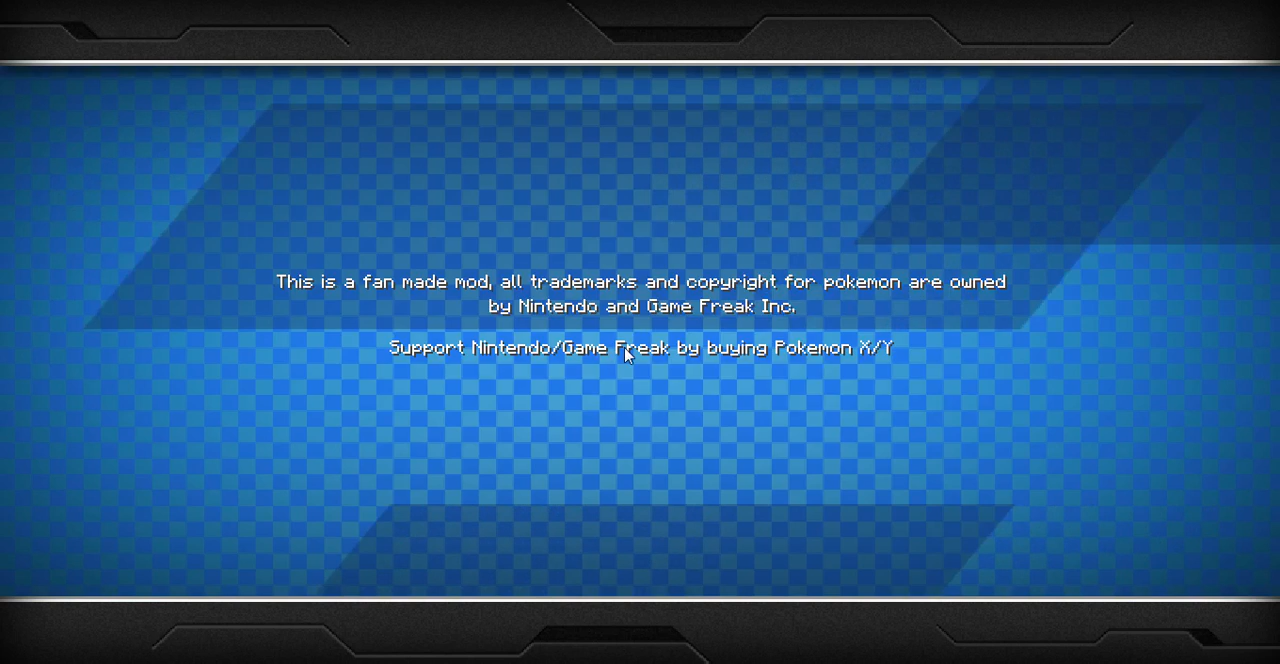 This is a fan made mod, all trademarks and copyright for pokemon are owned
by Nintendo and Game Freak Inc.
Support Nintendo/Game Freak by buying Pokemon X/Y